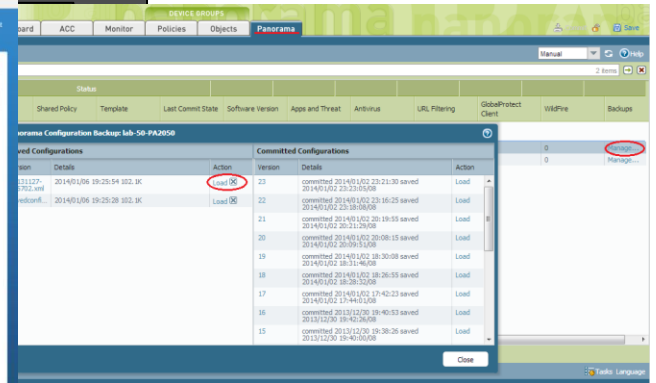 DEVICE GROUPS
oard ACC Monitor Policies Objects Panorama
Save
Manual Help
2 items
Status
Shared Policy Template Last Commit State Software Version Apps and Threat Antivirus URL Filtering GlobalProtect Client WildFire Backups
norama Configuration Backup: lab-50-PA2050
0 Manage...
0 Manage...
ved Configurations Committed Configurations
rsion Details Action Version Details Action
131127-
5702.xml 2014/01/06 19:25:54 102.1K Load
vedconfi... 2014/01/06 19:25:28 102.1K Load
23 committed 2014/01/02 23:21:30 saved Load
2014/01/02 23:23:05/08
22 committed 2014/01/02 23:16:25 saved Load
2014/01/02 23:18:08/08
21 committed 2014/01/02 20:19:55 saved Load
2014/01/02 20:21:29/08
20 committed 2014/01/02 20:08:15 saved Load
2014/01/02 20:09:51/08
19 committed 2014/01/02 18:30:08 saved Load
2014/01/02 18:31:46/08
18 committed 2014/01/02 18:26:55 saved Load
2014/01/02 18:28:32/08
17 committed 2014/01/02 17:42:23 saved Load
2014/01/02 17:44:01/08
16 committed 2013/12/30 19:40:53 saved Load
2013/12/30 19:42:26/08
15 committed 2013/12/30 19:38:26 saved Load
2013/12/30 19:40:00/08
Close
Tasks Language